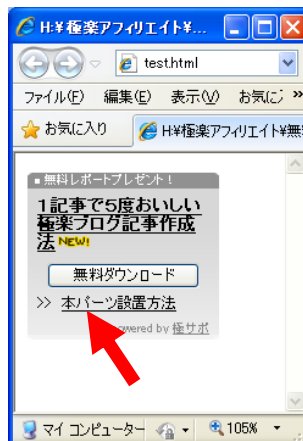 H:¥極楽アフィリエイト¥...
test.html
ファイル(F) 編集(E) 表示(V) お気に »
お気に入り H¥極楽アフィリエイト¥無
■ 無料レポートプレゼント!
1記事で5度おいしい
極楽ブログ記事作成
法 NEW!
無料ダウンロード
>> 本パーツ設置方法
powered by 極サポ
マイ コンピューター 105%